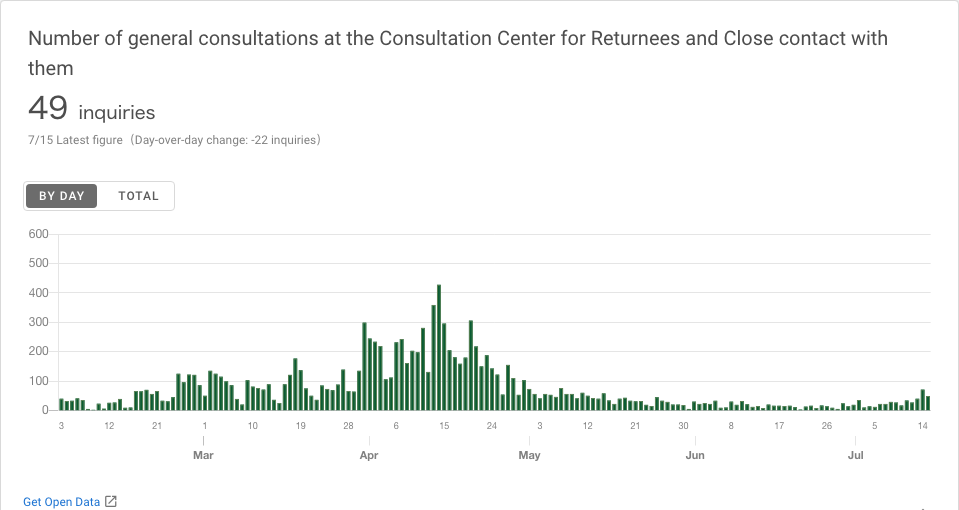 Number of general consultations at the Consultation Center for Returnees and Close contact with
them
49 inquiries
7/15 Latest figure（Day-over-day change: -22 inquiries）
BY DAY TOTAL
600
500
400
300
200
100
0
3 12 21 1 10 19 28 6 15 24 3 12 21 30 8 17 26 5 14
Mar Apr May Jun Jul
Get Open Data